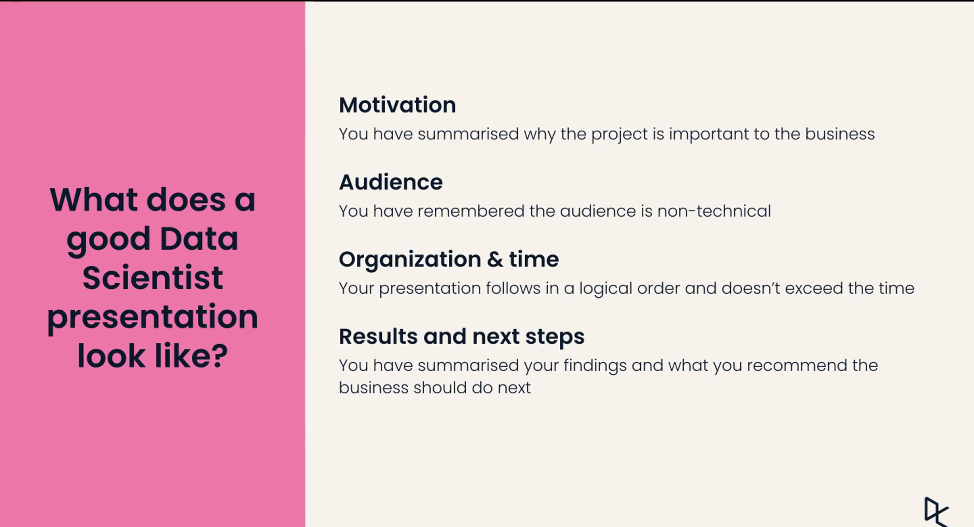 What does a
good Data
Scientist
presentation
look like?
Motivation
You have summarised why the project is important to the business
Audience
You have remembered the audience is non-technical
Organization & time
Your presentation follows in a logical order and doesn’t exceed the time
Results and next steps
You have summarised your findings and what you recommend the
business should do next